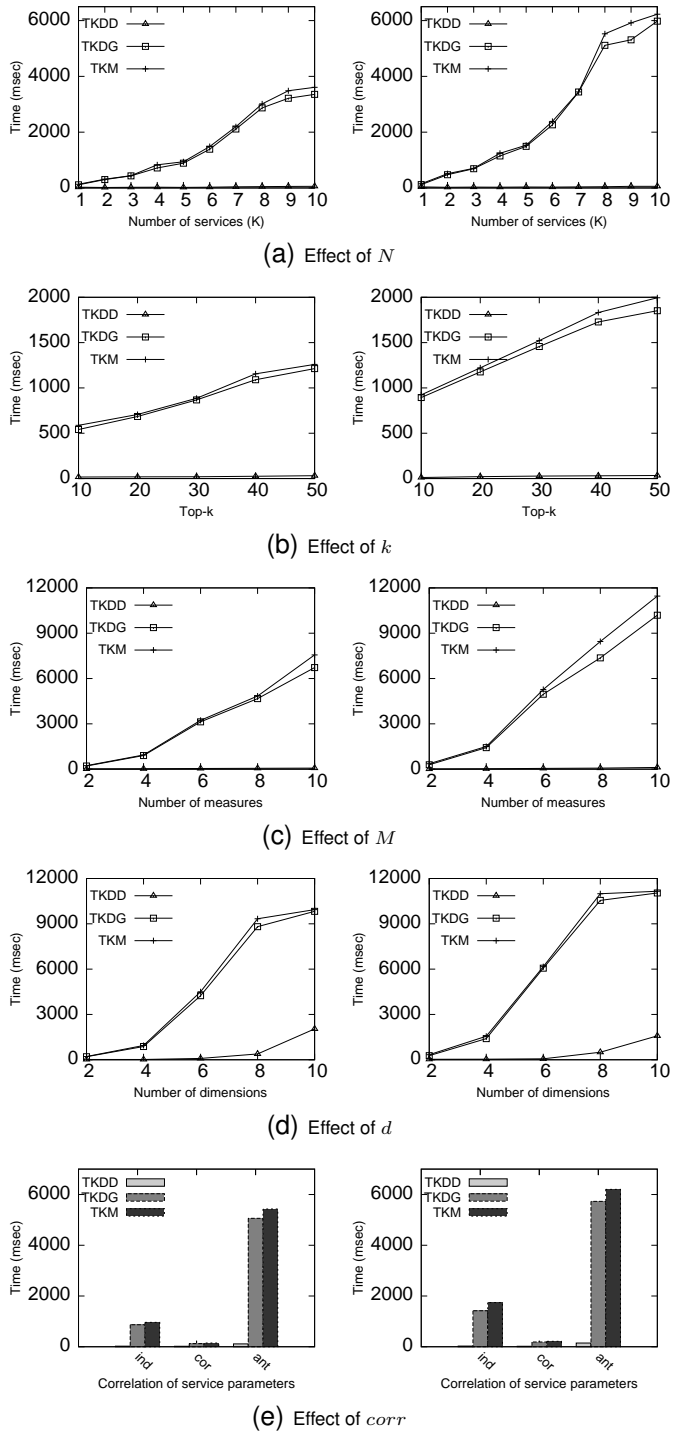 6000
4000
2000
0
Time (msec)
TKDD
TKDG
TKM
1 2 3 4 5 6 7 8 9 10
Number of services (K)
6000
4000
2000
0
Time (msec)
TKDD
TKDG
TKM
1 2 3 4 5 6 7 8 9 10
Number of services (K)
(a) Effect of N
2000
1500
1000
500
0
Time (msec)
TKDD
TKDG
TKM
10 20 30 40 50
Top-k
2000
1500
1000
500
0
Time (msec)
TKDD
TKDG
TKM
10 20 30 40 50
Top-k
(b) Effect of k
12000
9000
6000
3000
0
Time (msec)
TKDD
TKDG
TKM
2 4 6 8 10
Number of measures
12000
9000
6000
3000
0
Time (msec)
TKDD
TKDG
TKM
2 4 6 8 10
Number of measures
(c) Effect of M
12000
9000
6000
3000
0
Time (msec)
TKDD
TKDG
TKM
2 4 6 8 10
Number of dimensions
12000
9000
6000
3000
0
Time (msec)
TKDD
TKDG
TKM
2 4 6 8 10
Number of dimensions
(d) Effect of d
6000
4000
2000
0
Time (msec)
TKDD
TKDG
TKM
ind cor ant
Correlation of service parameters
6000
4000
2000
0
Time (msec)
TKDD
TKDG
TKM
ind cor ant
Correlation of service parameters
(e) Effect of corr